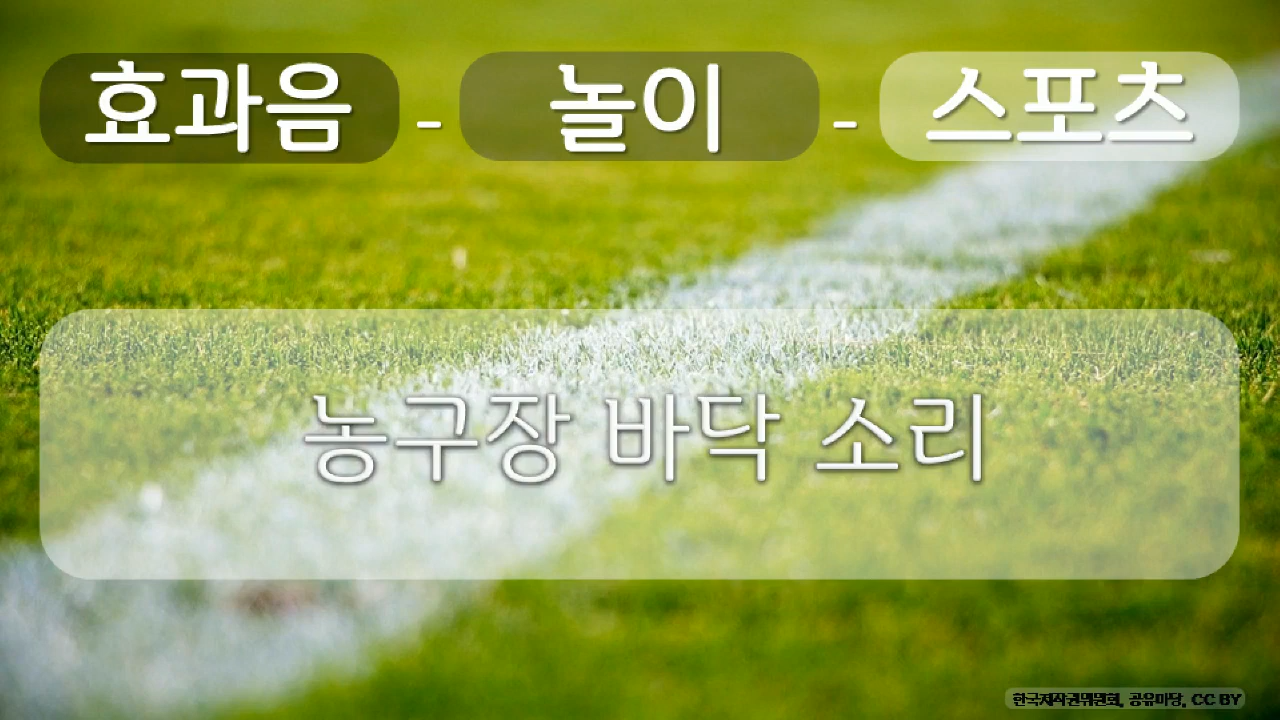 효과음 - 놀이 - 스포츠
농구장 바닥 소리
한국저작권위원회, 공유마당, CC BY